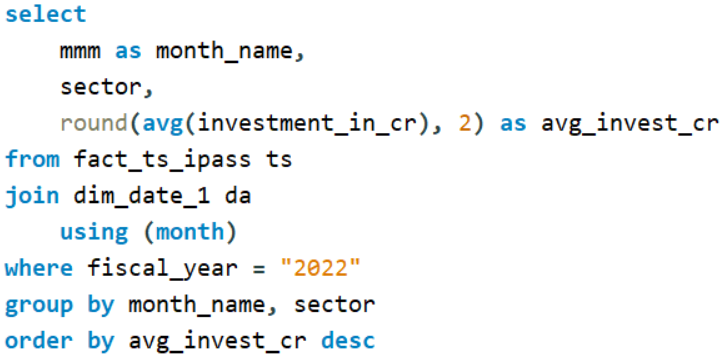 select
    mmm as month_name,
    sector,
    round(avg(investment_in_cr), 2) as avg_invest_cr
from fact_ts_ipass ts
join dim_date_1 da
    using (month)
where fiscal_year = "2022"
group by month_name, sector
order by avg_invest_cr desc